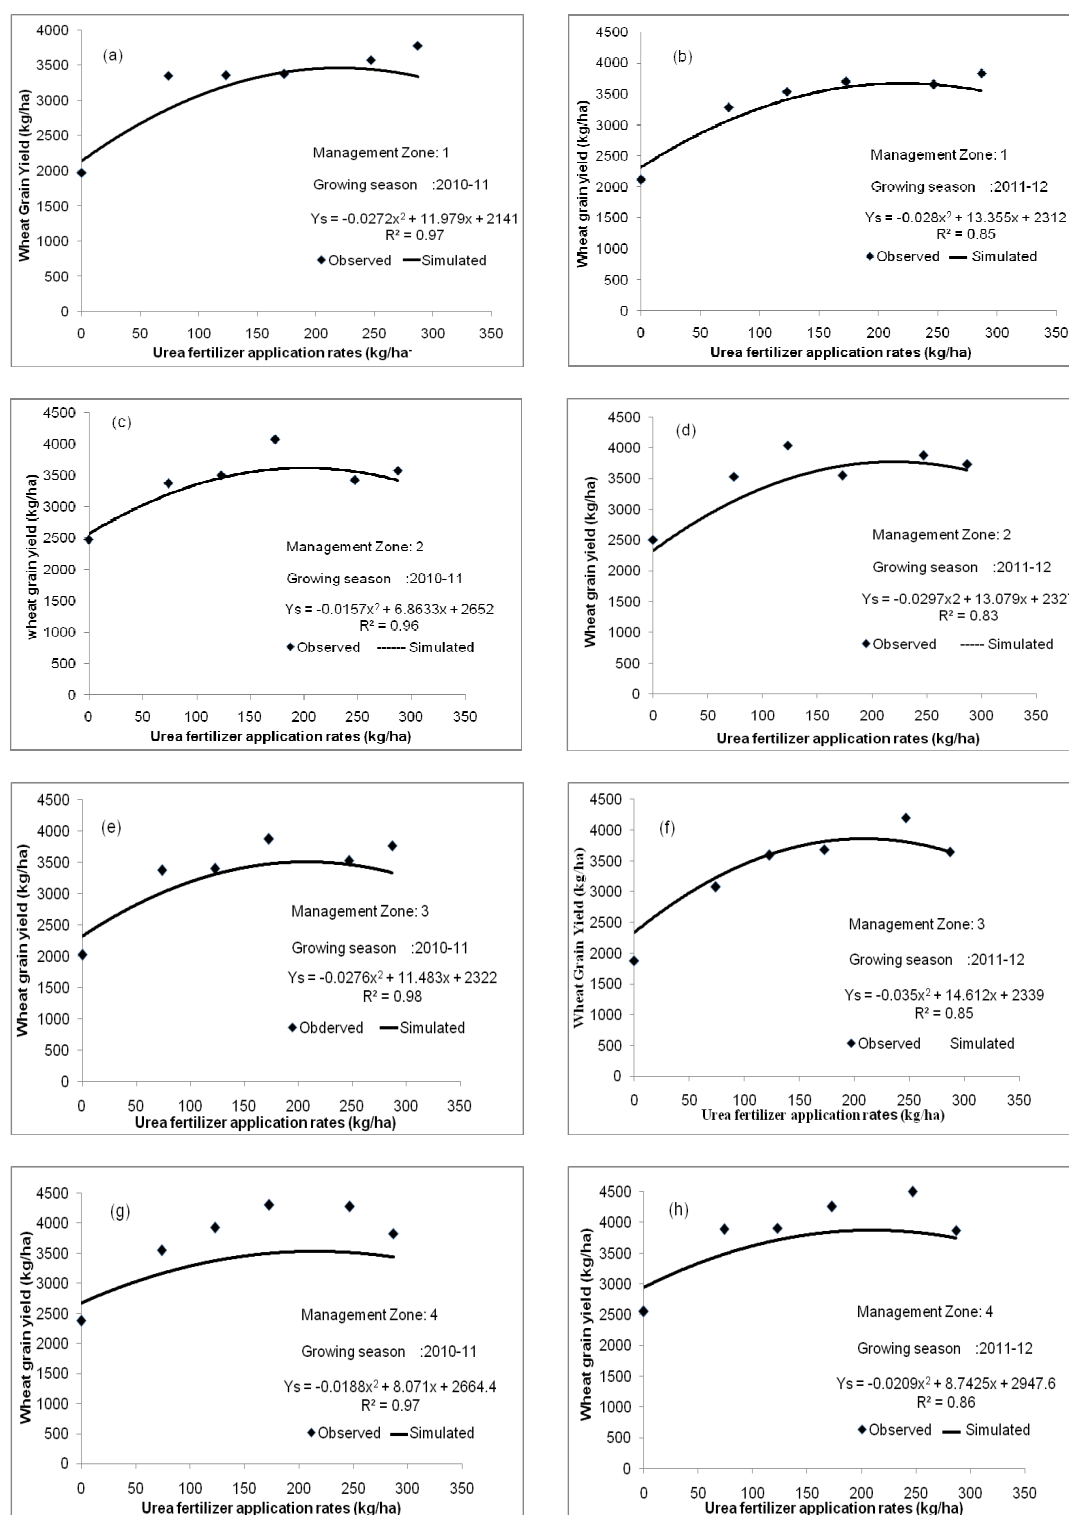 (a)
Wheat Grain Yield (kg/ha)
4000
3500
3000
2500
2000
1500
1000
500
0
Management Zone: 1
Growing season :2010-11
Ys = -0.0272x² + 11.979x + 2141
R² = 0.97
Observed Simulated
0 50 100 150 200 250 300 350
Urea fertilizer application rates (kg/ha-
(b)
Wheat grain yield (kg/ha)
4500
4000
3500
3000
2500
2000
1500
1000
500
0
Management Zone: 1
Growing season :2011-12
Ys = -0.028x² + 13.355x + 2312
R² = 0.85
Observed Simulated
0 50 100 150 200 250 300 350
Urea fertilizer application rates (kg/ha)
(c)
wheat grain yield (kg/ha)
4500
4000
3500
3000
2500
2000
1500
1000
500
0
Management Zone: 2
Growing season :2010-11
Ys = -0.0157x² + 6.8633x + 2652
R² = 0.96
Observed ------ Simulated
0 50 100 150 200 250 300 350
Urea fertilizer application rates (kg/ha)
(d)
Wheat grain yield (kg/ha)
4500
4000
3500
3000
2500
2000
1500
1000
500
0
Management Zone: 2
Growing season :2011-12
Ys = -0.0297x2 + 13.079x + 2327
R² = 0.83
Observed ----- Simulated
0 50 100 150 200 250 300 350
Urea fertilizer application rates (kg/ha)
(e)
Wheat grain yield (kg/ha)
4500
4000
3500
3000
2500
2000
1500
1000
500
0
Management Zone: 3
Growing season :2010-11
Ys = -0.0276x² + 11.483x + 2322
R² = 0.98
Obderved Simulated
0 50 100 150 200 250 300 350
Urea fertilizer application rates (kg/ha)
(f)
Wheat Grain Yield (kg/ha)
4500
4000
3500
3000
2500
2000
1500
1000
500
0
Management Zone: 3
Growing season :2011-12
Ys = -0.035x² + 14.612x + 2339
R² = 0.85
Observed Simulated
0 50 100 150 200 250 300 350
Urea fertilizer application rates (kg/ha)
(g)
Wheat grain yield (kg/ha)
4500
4000
3500
3000
2500
2000
1500
1000
500
0
Management Zone: 4
Growing season :2010-11
Ys = -0.0188x² + 8.071x + 2664.4
R² = 0.97
Observed Simulated
0 50 100 150 200 250 300 350
Urea fertilizer application rates (kg/ha)
(h)
Wheat grain yield (kg/ha)
4500
4000
3500
3000
2500
2000
1500
1000
500
0
Management Zone: 4
Growing season :2011-12
Ys = -0.0209x² + 8.7425x + 2947.6
R² = 0.86
Observed Simulated
0 50 100 150 200 250 300 350
Urea fertilizer application rates (kg/ha)